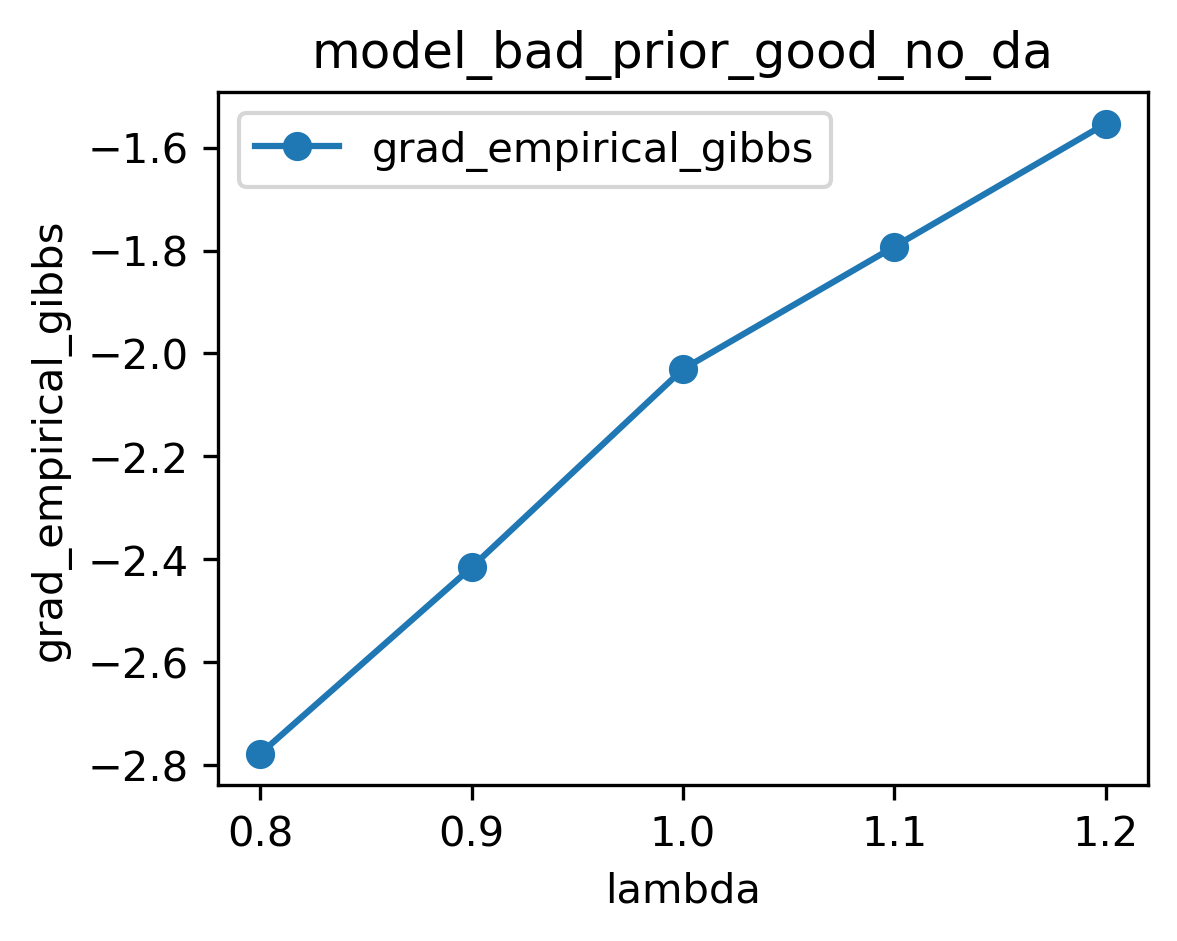 model_bad_prior_good_no_da
grad_empirical_gibbs
grad_empirical_gibbs
−1.6
−1.8
−2.0
−2.2
−2.4
−2.6
−2.8
0.8 0.9 1.0 1.1 1.2
lambda